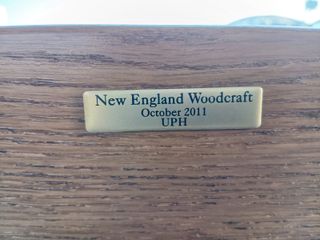 New England Woodcraft
October 2011
UPH